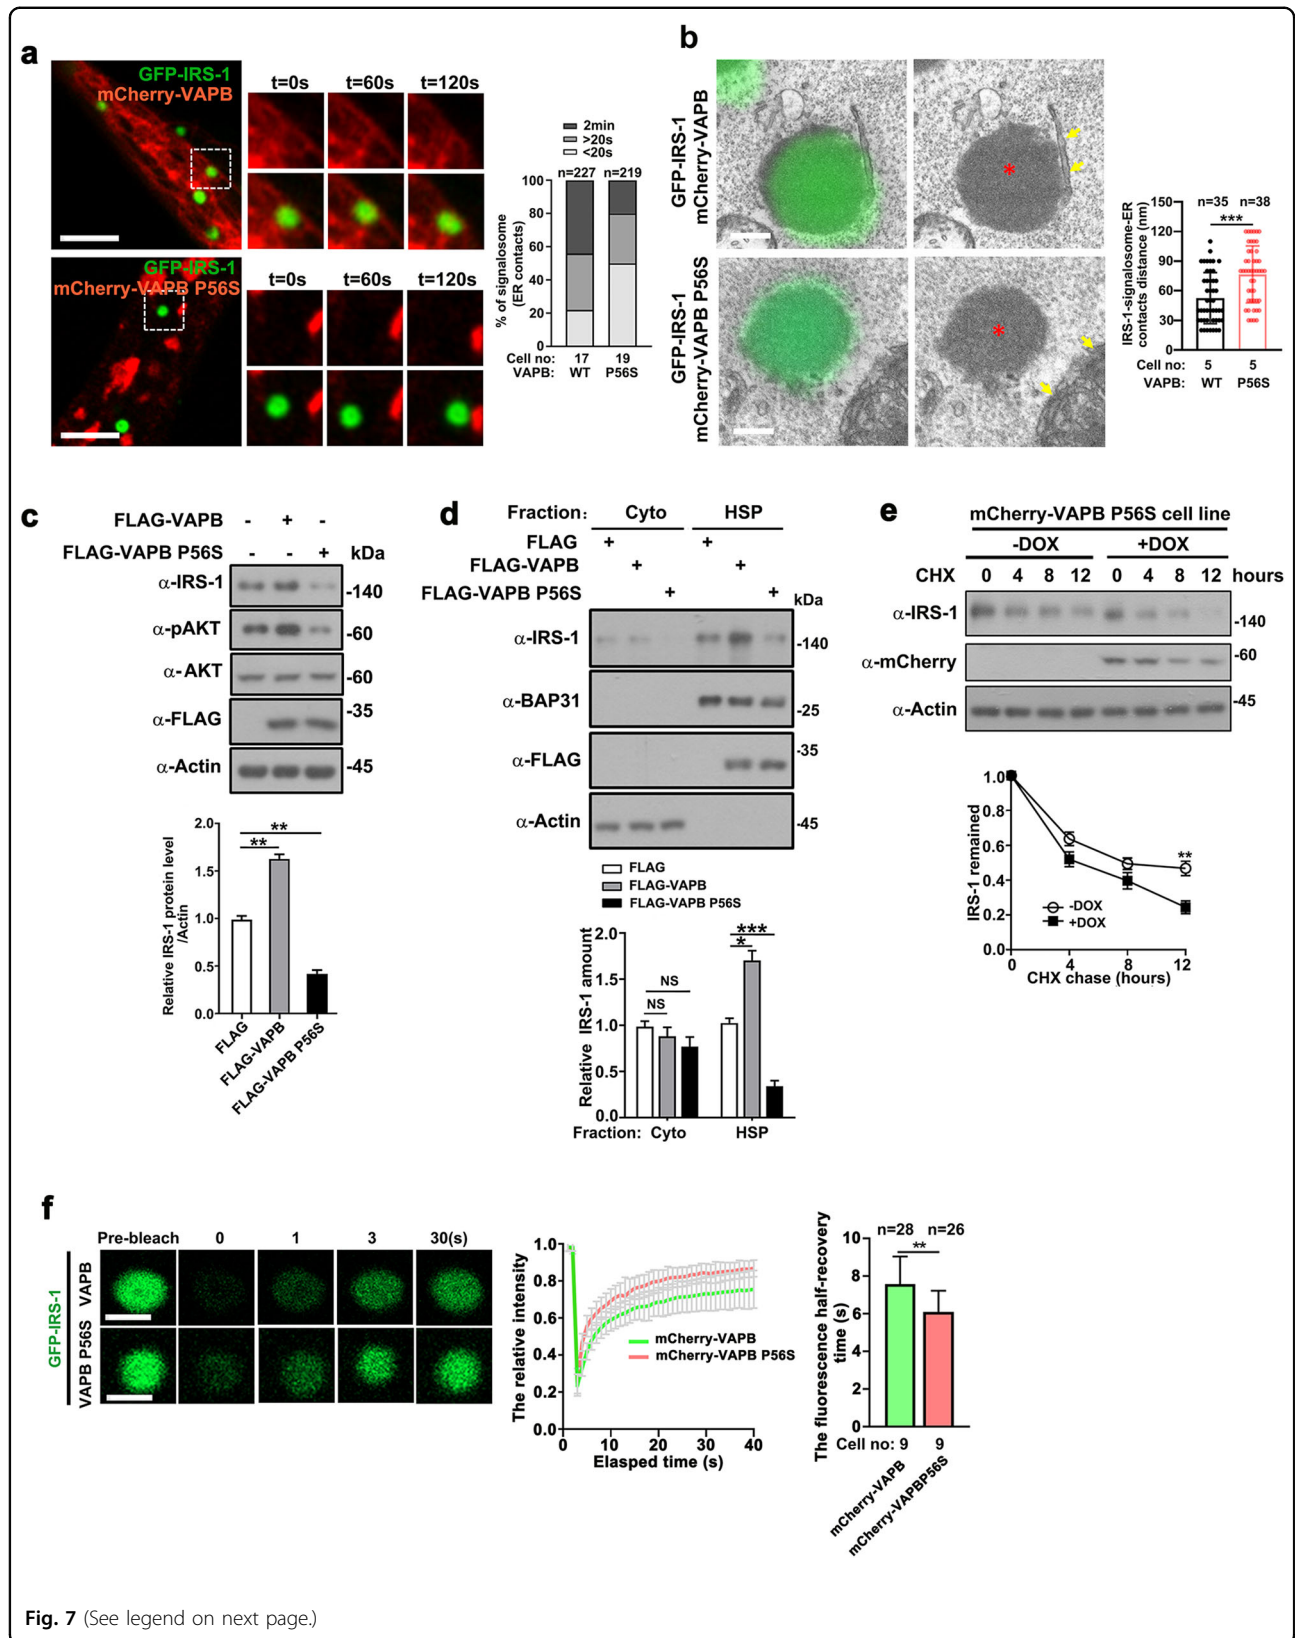 a
GFP-IRS-1
mCherry-VAPB
t=0s t=60s t=120s
GFP-IRS-1
mCherry-VAPB P56S
t=0s t=60s t=120s
2min
>20s
<20s
n=227 n=219
% of signalosome
(ER contacts)
100
80
60
40
20
0
Cell no: 17 19
VAPB: WT P56S
b
GFP-IRS-1
mCherry-VAPB
*
GFP-IRS-1
mCherry-VAPB P56S
*
IRS-1-signalosome-ER
contacts distance (nm)
n=35 n=38
***
150
120
90
60
30
0
Cell no: 5 5
VAPB: WT P56S
c
FLAG-VAPB - + -
FLAG-VAPB P56S - - + kDa
α-IRS-1 -140
α-pAKT -60
α-AKT -60
α-FLAG -35
α-Actin -45
Relative IRS-1 protein level
/Actin
2.0
1.5
1.0
0.5
0.0
**
**
FLAG
FLAG-VAPB
FLAG-VAPB P56S
d
Fraction: Cyto HSP
FLAG + +
FLAG-VAPB + +
FLAG-VAPB P56S + + kDa
α-IRS-1 -140
α-BAP31 -25
α-FLAG -35
α-Actin -45
FLAG
FLAG-VAPB
FLAG-VAPB P56S
Relative IRS-1 amount
2.0
1.5
1.0
0.5
0.0
NS
NS
***
*
Fraction: Cyto HSP
e
mCherry-VAPB P56S cell line
-DOX +DOX
CHX 0 4 8 12 0 4 8 12 hours
α-IRS-1 -140
α-mCherry -60
α-Actin -45
IRS-1 remained
1.0
0.8
0.6
0.4
0.2
0.0
**
-DOX
+DOX
0 4 8 12
CHX chase (hours)
f
Pre-bleach 0 1 3 30(s)
GFP-IRS-1
VAPB
VAPB P56S
The relative intensity
1.0
0.8
0.6
0.4
0.2
0.0
mCherry-VAPB
mCherry-VAPB P56S
0 10 20 30 40
Elasped time (s)
The fluorescence half-recovery
time (s)
n=28 n=26
**
10
8
6
4
2
0
Cell no: 9 9
mCherry-VAPB
mCherry-VAPBP56S
Fig. 7 (See legend on next page.)